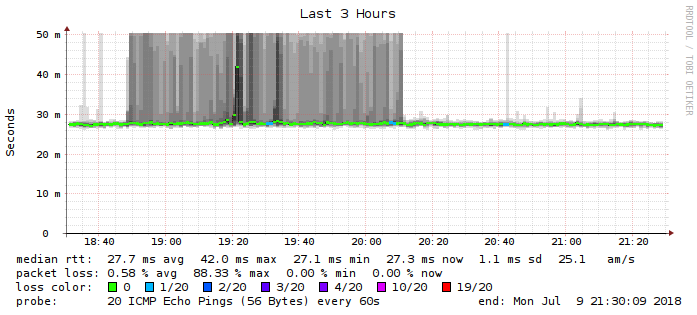 Last 3 Hours
RRDTOOL / TOBI OETIKER
Seconds
50 m
40 m
30 m
20 m
10 m
0
18:40 19:00 19:20 19:40 20:00 20:20 20:40 21:00 21:20
median rtt: 27.7 ms avg 42.0 ms max 27.1 ms min 27.3 ms now 1.1 ms sd 25.1 am/s
packet loss: 0.58 % avg 88.33 % max 0.00 % min 0.00 % now
loss color: 0 1/20 2/20 3/20 4/20 10/20 19/20
probe: 20 ICMP Echo Pings (56 Bytes) every 60s end: Mon Jul 9 21:30:09 2018